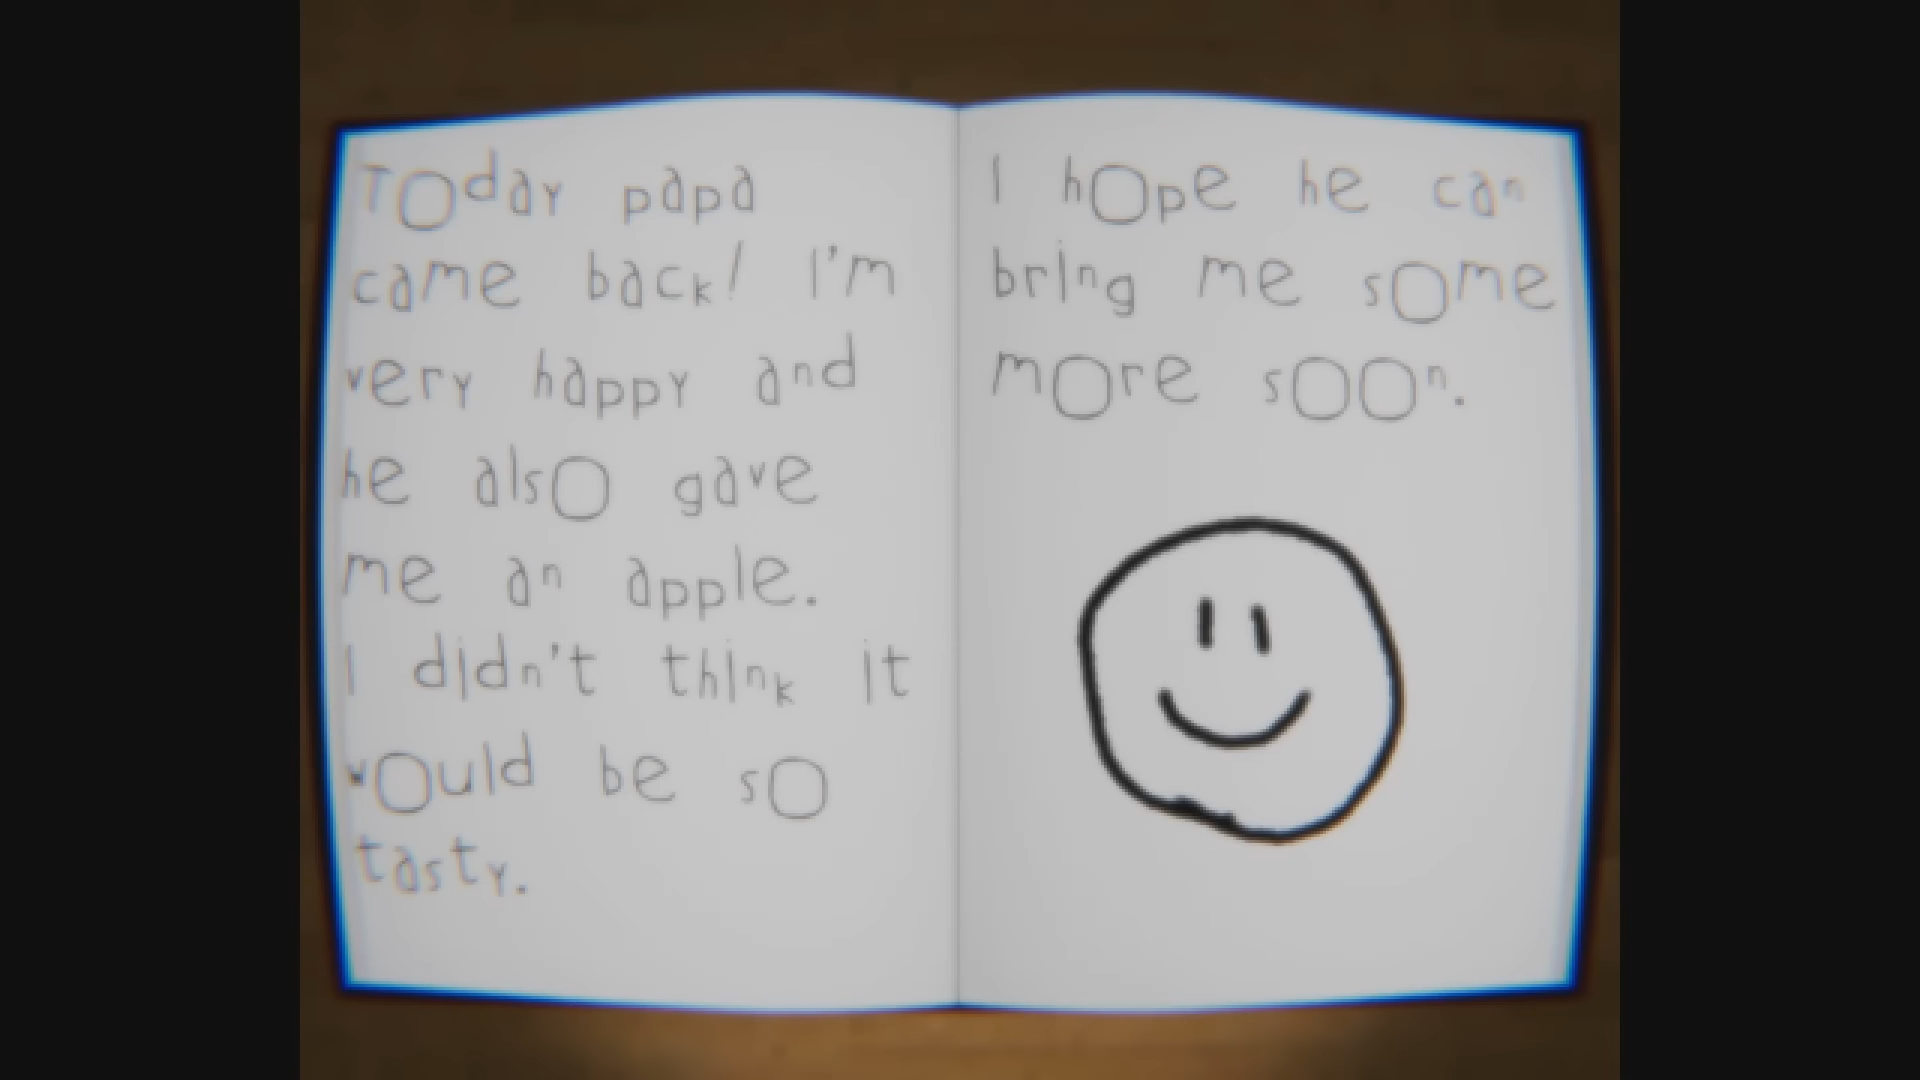 Today papa
came back! I'm
very happy and
he also gave
me an apple.
I didn't think it
would be so
tasty.
I hope he can
bring me some
more soon.